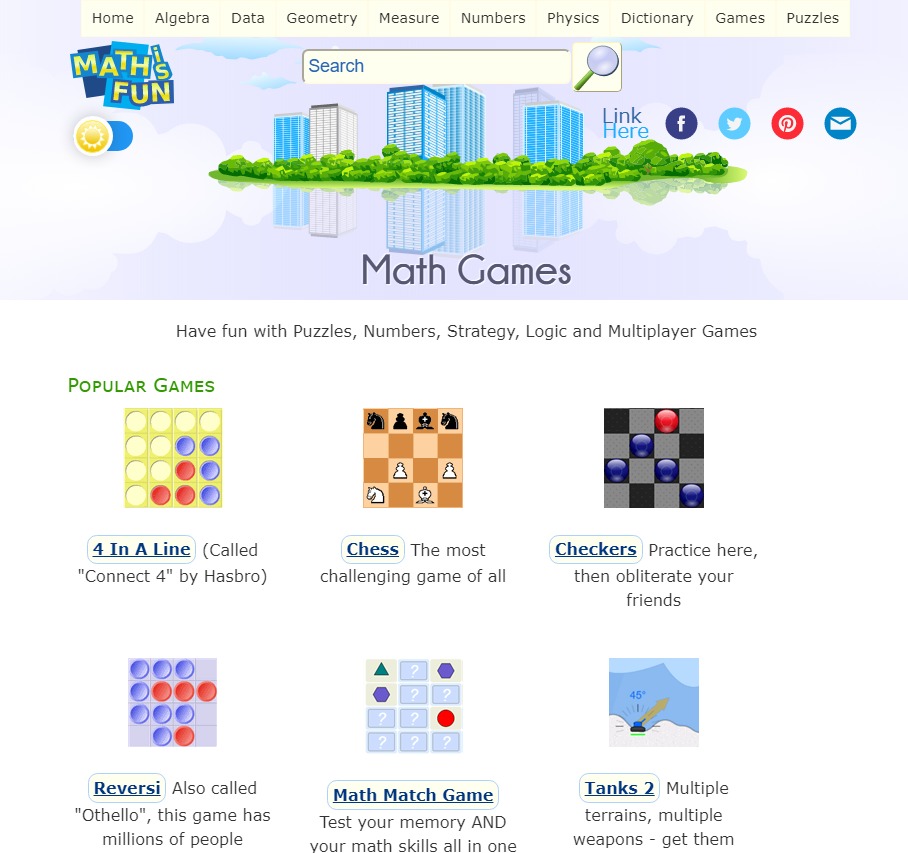 Home Algebra Data Geometry Measure Numbers Physics Dictionary Games Puzzles
MATH is FUN
Search
Link
Here
Math Games
Have fun with Puzzles, Numbers, Strategy, Logic and Multiplayer Games
Popular Games
4 In A Line (Called
"Connect 4" by Hasbro)
Chess The most
challenging game of all
Checkers Practice here,
then obliterate your
friends
45°
? ? ? ? ? ? ? ? ?
Reversi Also called
"Othello", this game has
millions of people
Math Match Game
Test your memory AND
your math skills all in one
Tanks 2 Multiple
terrains, multiple
weapons - get them